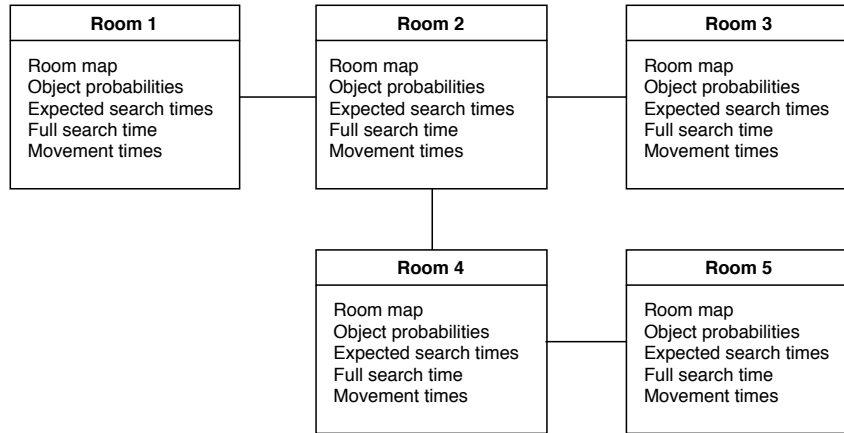 Room 1
Room map
Object probabilities
Expected search times
Full search time
Movement times
Room 2
Room map
Object probabilities
Expected search times
Full search time
Movement times
Room 3
Room map
Object probabilities
Expected search times
Full search time
Movement times
Room 4
Room map
Object probabilities
Expected search times
Full search time
Movement times
Room 5
Room map
Object probabilities
Expected search times
Full search time
Movement times